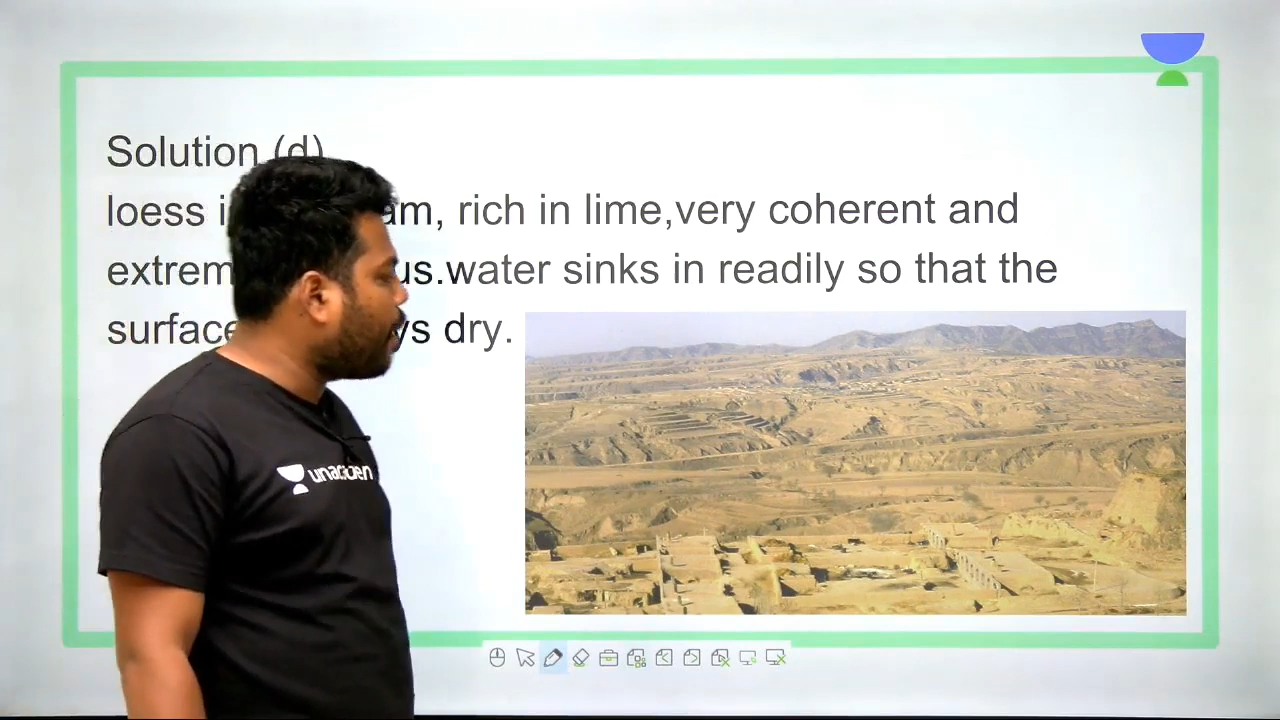 Solution (d)
loess i am, rich in lime,very coherent and
extrem us.water sinks in readily so that the
surface ys dry.
unacademy